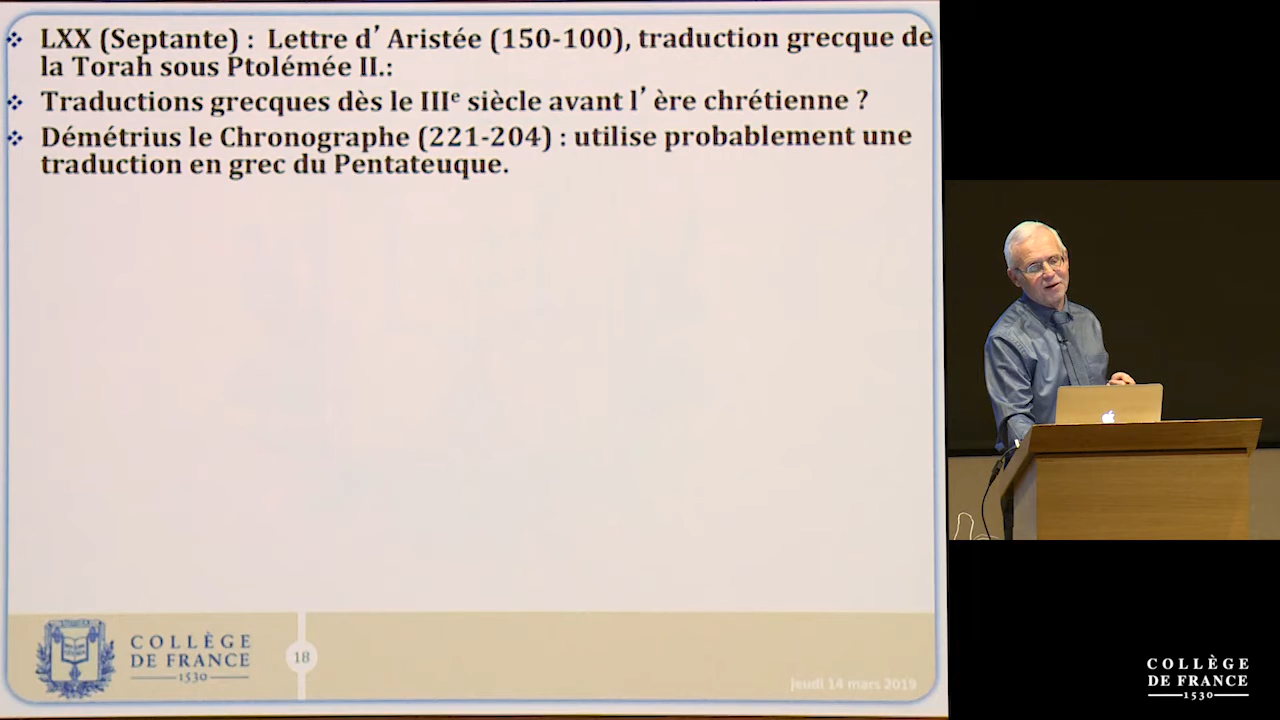 LXX (Septante) : Lettre d’ Aristée (150-100), traduction grecque de
la Torah sous Ptolémée II.:
Traductions grecques dès le IIIe siècle avant l’ ère chrétienne ?
Démétrius le Chronographe (221-204) : utilise probablement une
traduction en grec du Pentateuque.
COLLÈGE
DE FRANCE
1530
18
jeudi 14 mars 2019
COLLÈGE
DE FRANCE
1530